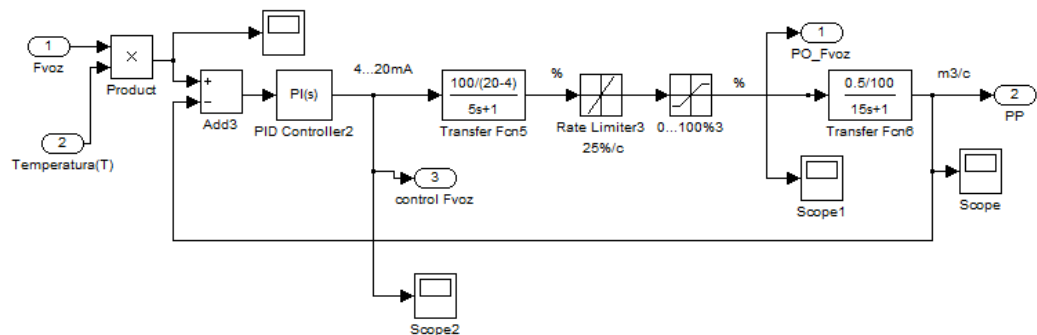 1
Fvoz
×
Product
2
Temperatura(T)
+
−
Add3
PI(s)
PID Controller2
4...20mA
3
control Fvoz
Scope2
100/(20-4)
5s+1
Transfer Fcn5
%
Rate Limiter3
25%/c
0...100%3
%
1
PO_Fvoz
Scope1
0.5/100
15s+1
Transfer Fcn6
m3/c
2
PP
Scope